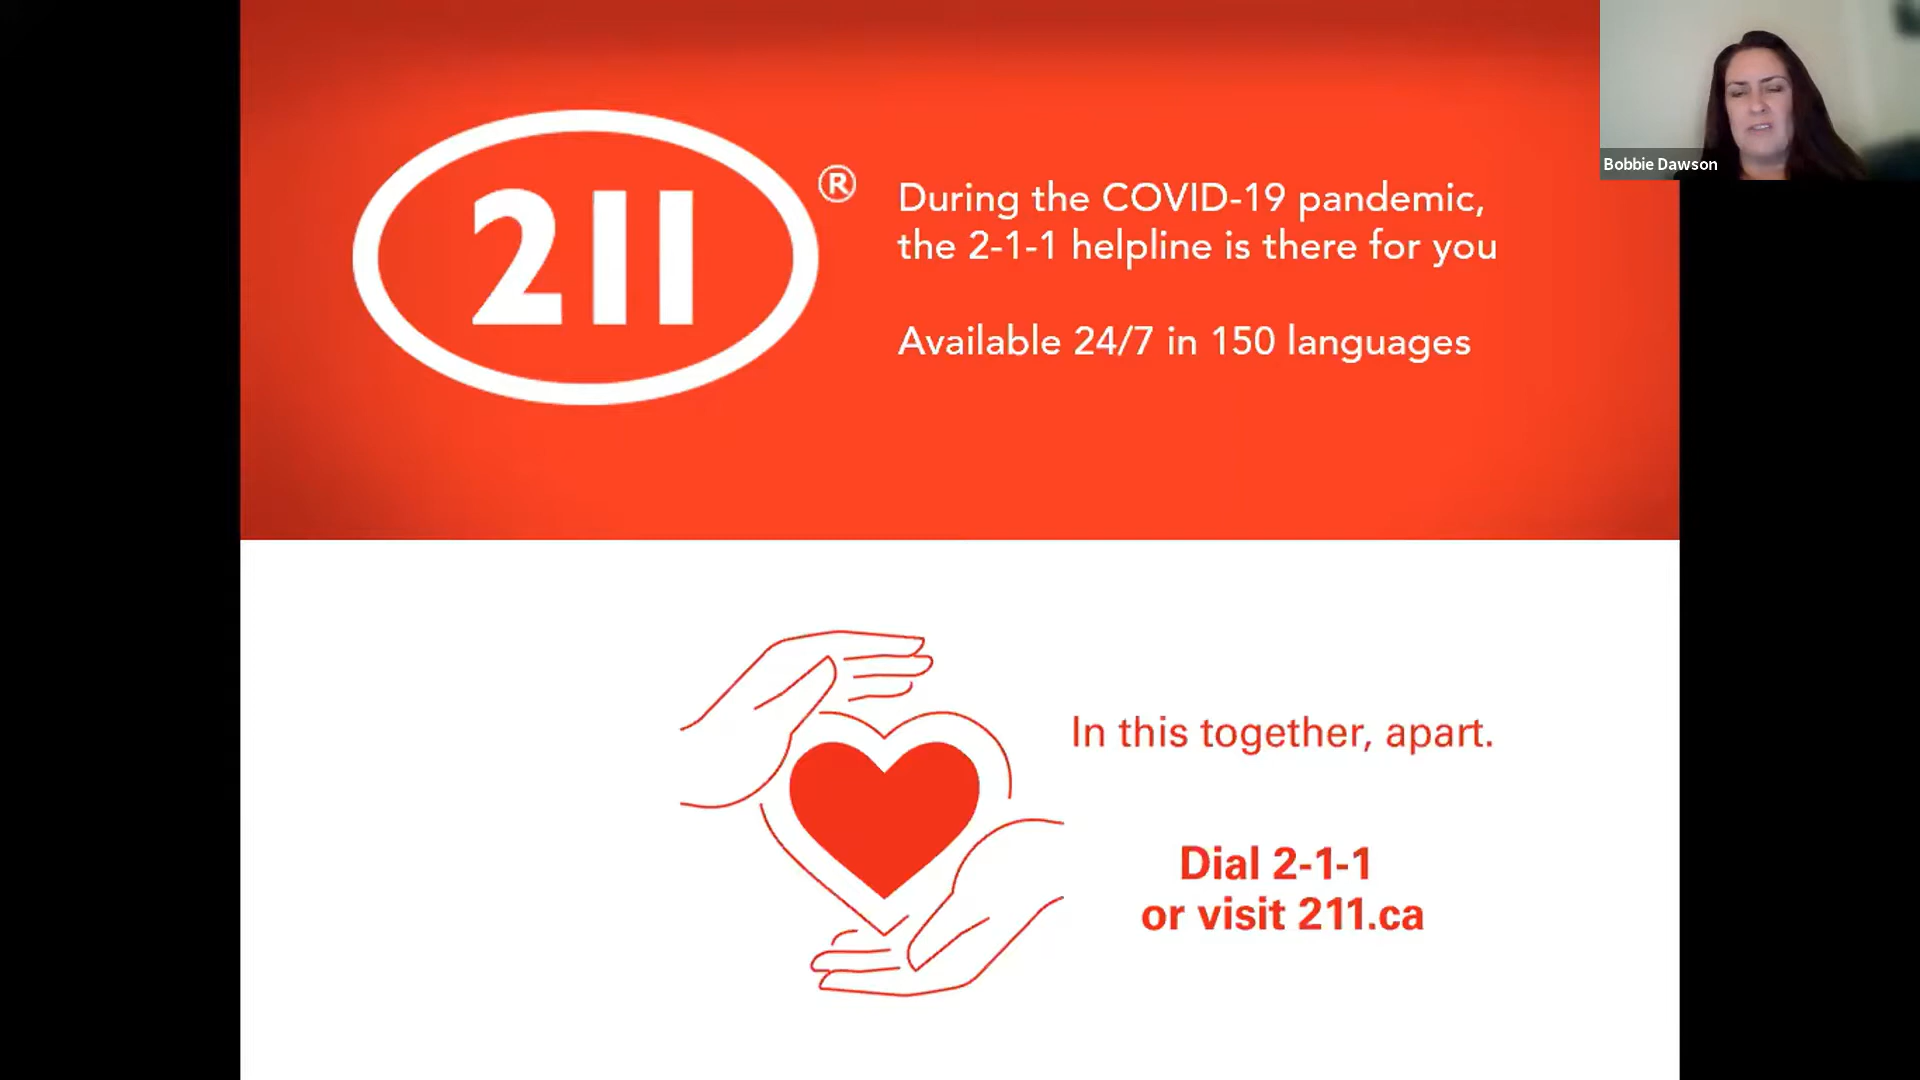 211®
During the COVID-19 pandemic,
the 2-1-1 helpline is there for you
Available 24/7 in 150 languages
Bobbie Dawson
In this together, apart.
Dial 2-1-1
or visit 211.ca